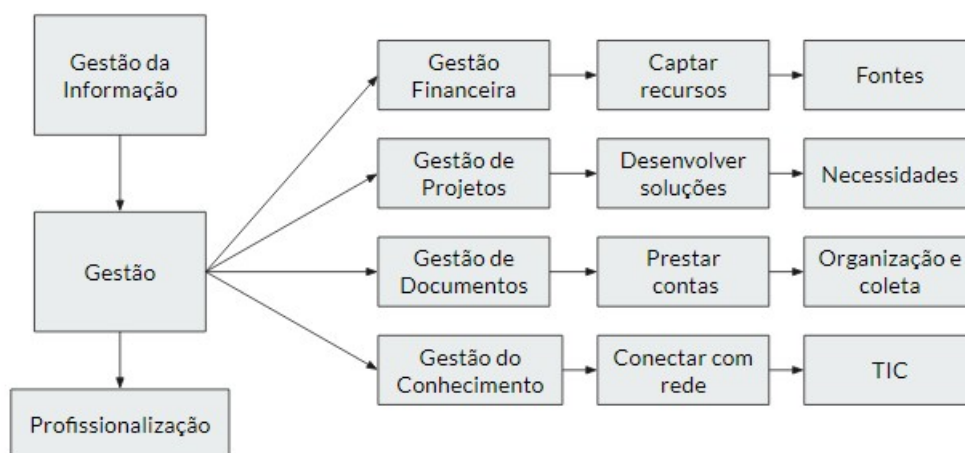 Gestão da
Informação
Gestão
Profissionalização
Gestão
Financeira
Captar
recursos
Fontes
Gestão de
Projetos
Desenvolver
soluções
Necessidades
Gestão de
Documentos
Prestar
contas
Organização e
coleta
Gestão do
Conhecimento
Conectar com
rede
TIC